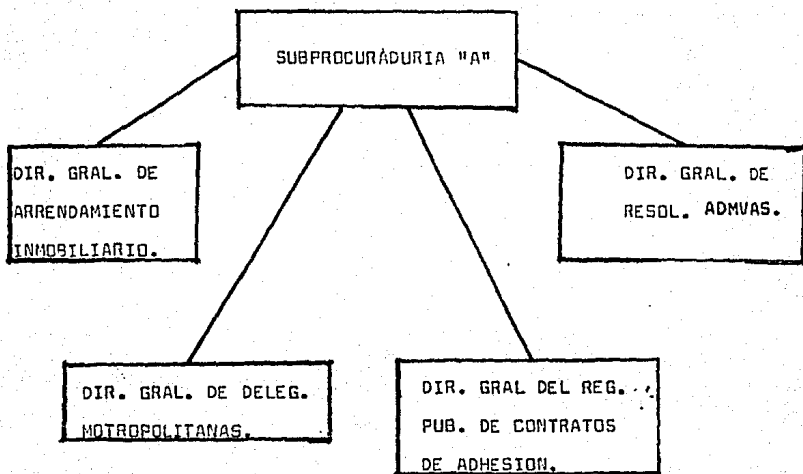 SUBPROCURADURIA "A"
DIR. GRAL. DE
ARRENDAMIENTO
INMOBILIARIO.
DIR. GRAL. DE
RESOL. ADMVAS.
DIR. GRAL. DE DELEG.
MOTROPOLITANAS.
DIR. GRAL DEL REG.
PUB. DE CONTRATOS
DE ADHESION.